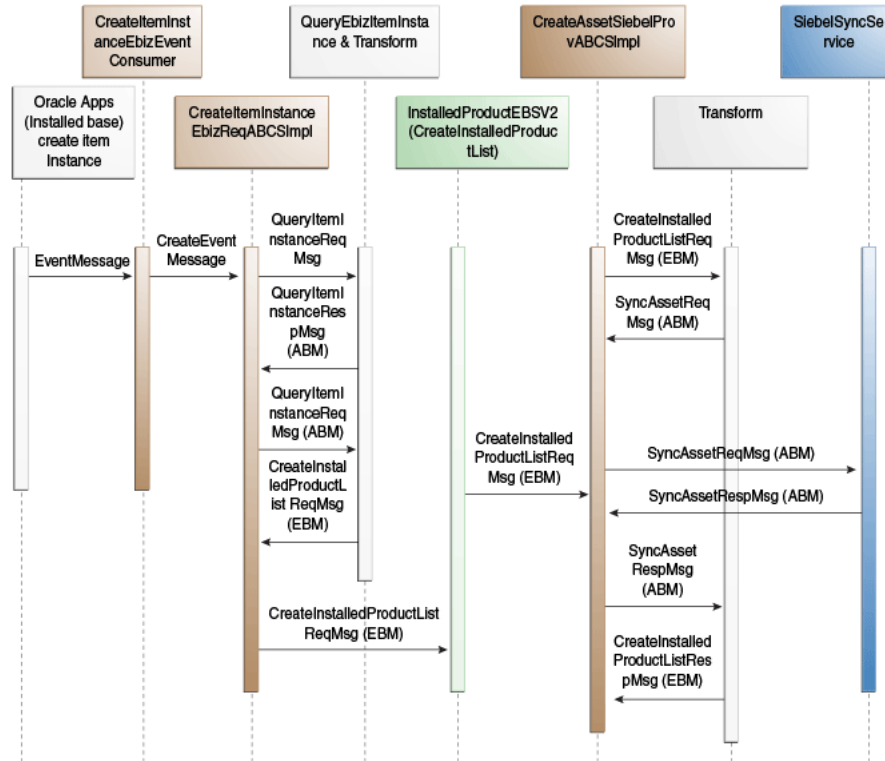 CreateItemInst
anceEbizEvent
Consumer
QueryEbizItemInst
ance & Transform
CreateAssetSiebelPro
vABCSImpl
SiebelSyncSe
rvice
Oracle Apps
(Installed base)
create item
Instance
CreateItemInstance
EbizReqABCSImpl
InstalledProductEBSV2
(CreateInstalledProduc
tList)
Transform
EventMessage
CreateEvent
Message
QueryItemI
nstanceReq
Msg
QueryItemI
nstanceRes
pMsg
(ABM)
QueryItemI
nstanceReq
Msg (ABM)
CreateInstal
ledProductL
ist ReqMsg
(EBM)
CreateInstalledProductList
ReqMsg (EBM)
CreateInstalled
ProductListReq
Msg (EBM)
CreateInstalled
ProductListReq
Msg (EBM)
SyncAssetReq
Msg (ABM)
SyncAssetReqMsg (ABM)
SyncAssetRespMsg (ABM)
SyncAsset
RespMsg
(ABM)
CreateInstalled
ProductListRes
pMsg (EBM)